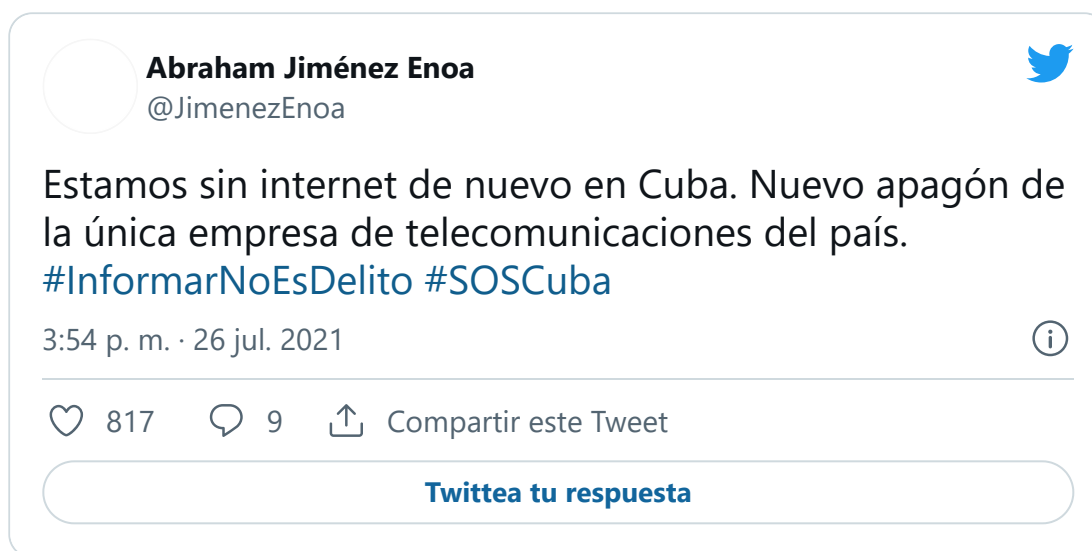 Abraham Jiménez Enoa
@JimenezEnoa
Estamos sin internet de nuevo en Cuba. Nuevo apagón de
la única empresa de telecomunicaciones del país.
#InformarNoEsDelito #SOSCuba
3:54 p. m. · 26 jul. 2021
817 9 Compartir este Tweet
Twittea tu respuesta